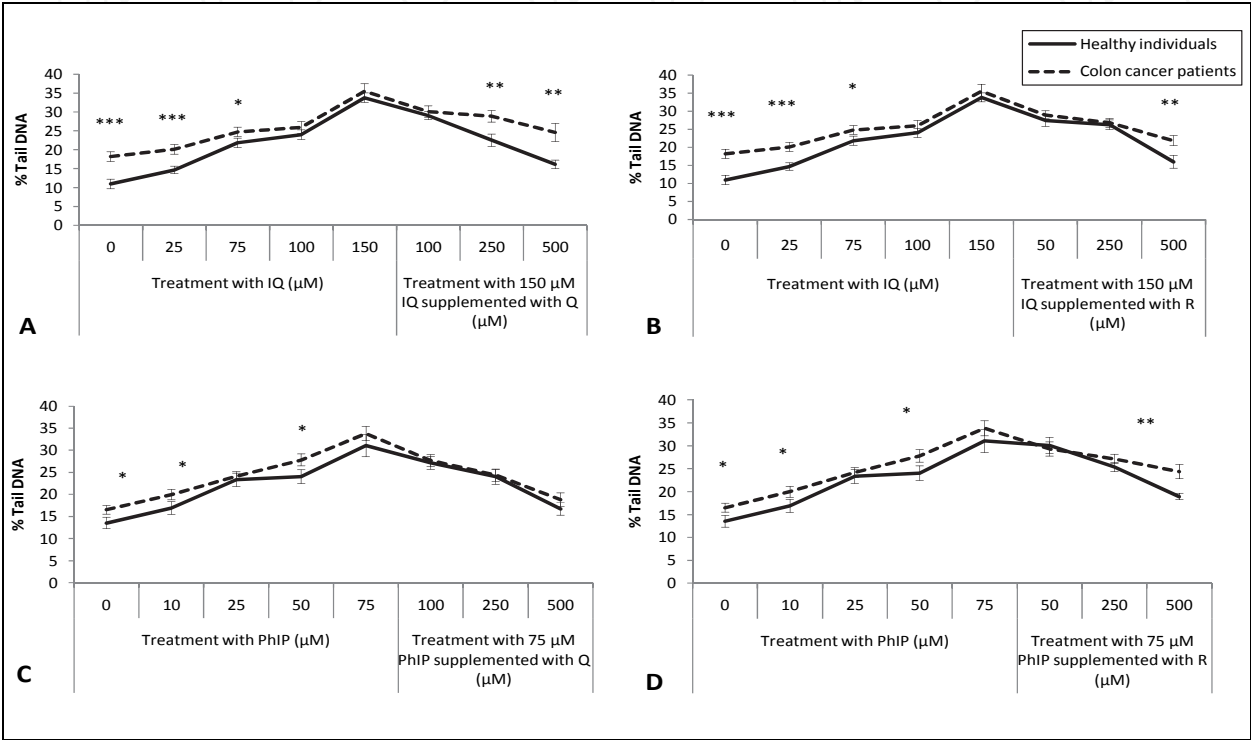 Healthy individuals
Colon cancer patients
% Tail DNA
40
35
30
25
20
15
10
5
0
*** *** * ** **
0 25 75 100 150 100 250 500
Treatment with IQ (µM)
Treatment with 150 µM
IQ supplemented with Q
(µM)
A
% Tail DNA
40
35
30
25
20
15
10
5
0
*** *** * **
0 25 75 100 150 50 250 500
Treatment with IQ (µM)
Treatment with 150 µM
IQ supplemented with R
(µM)
B
% Tail DNA
40
35
30
25
20
15
10
5
0
* * *
0 10 25 50 75 100 250 500
Treatment with PhIP (µM)
Treatment with 75 µM
PhIP supplemented with Q
(µM)
C
% Tail DNA
40
35
30
25
20
15
10
5
0
* * * **
0 10 25 50 75 50 250 500
Treatment with PhIP (µM)
Treatment with 75 µM
PhIP supplemented with R
(µM)
D